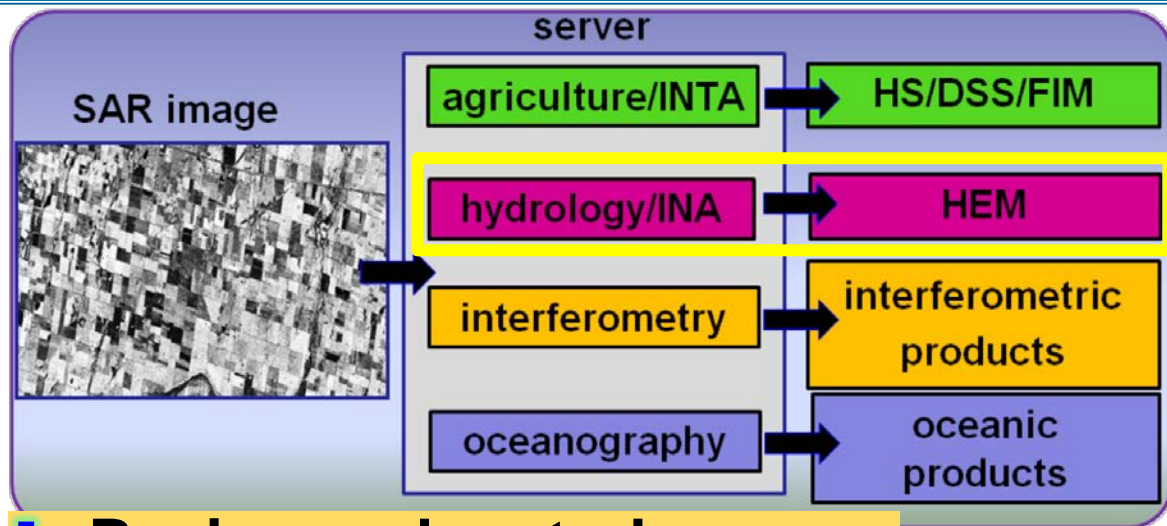 server
SAR image
agriculture/INTA
HS/DSS/FIM
hydrology/INA
HEM
interferometry
interferometric
products
oceanography
oceanic
products